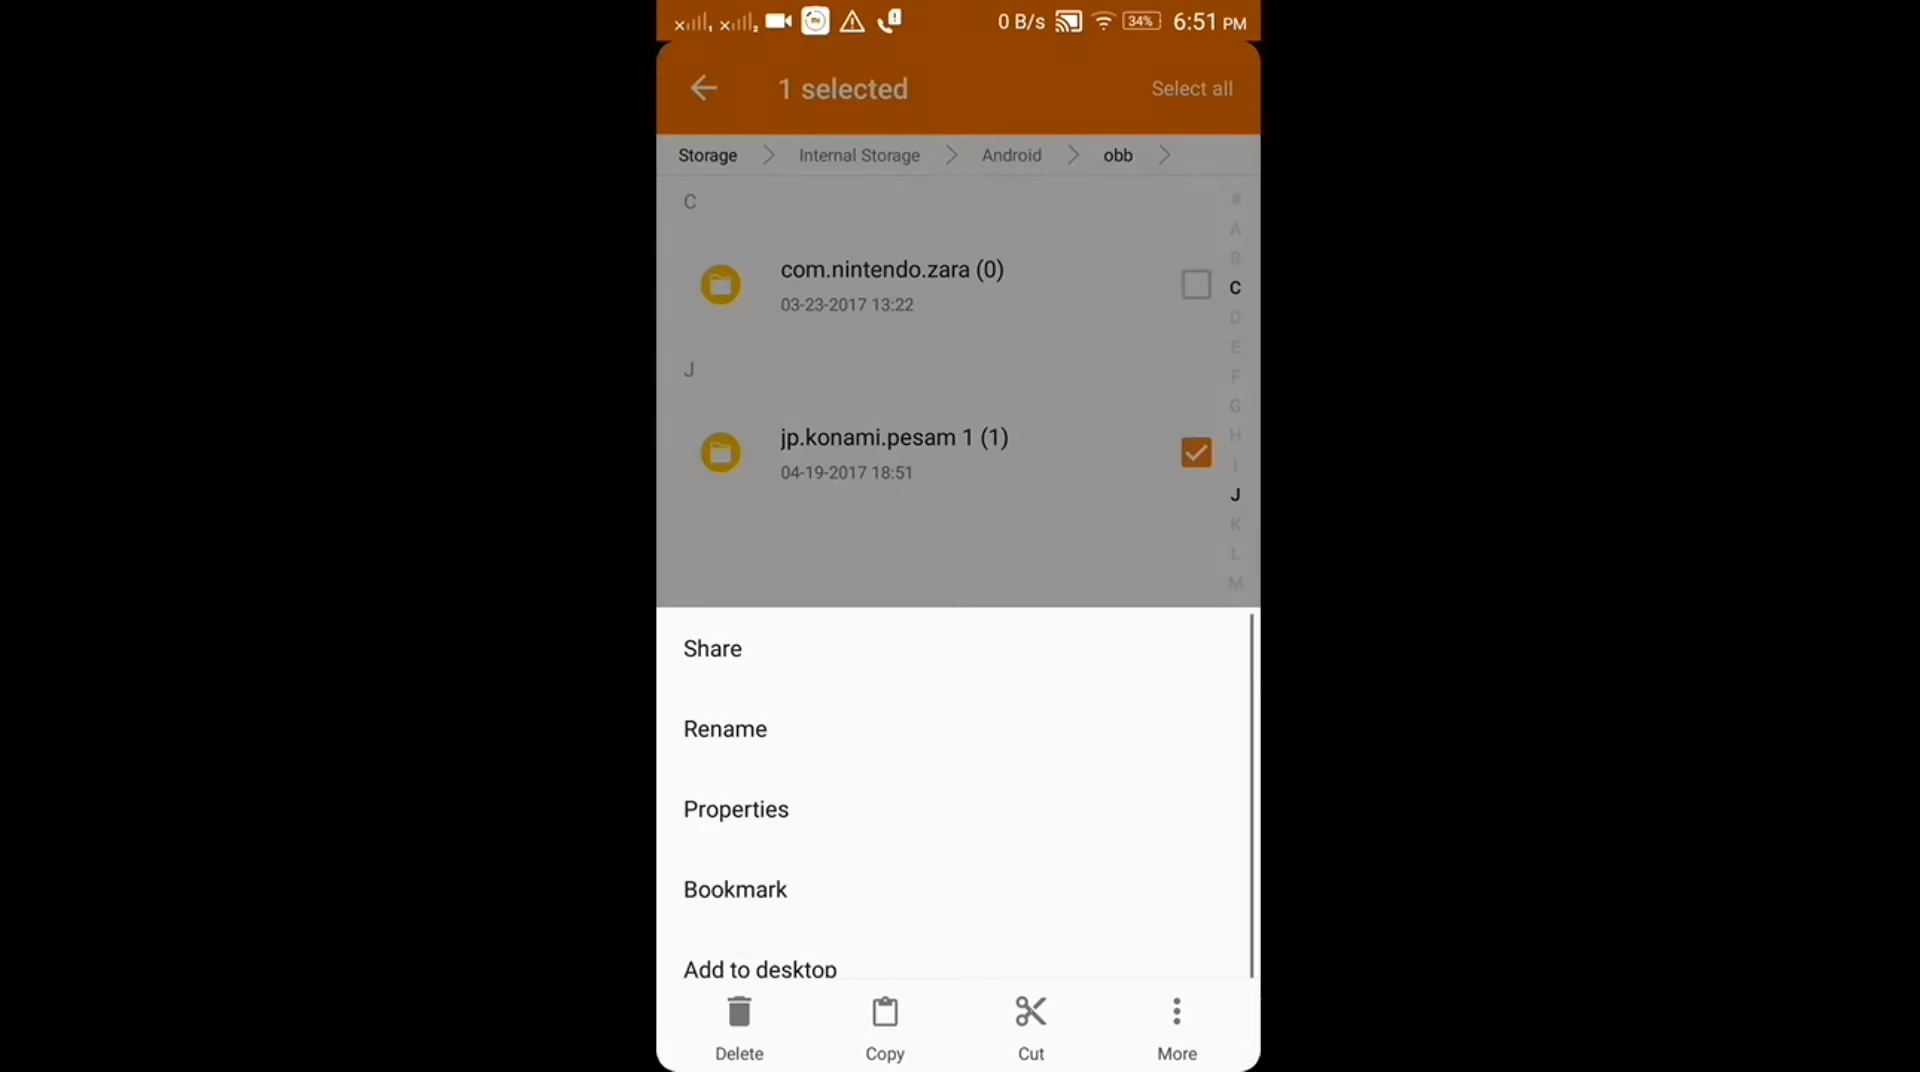 0 B/s 34% 6:51 PM
1 selected Select all
Storage Internal Storage Android obb
C
com.nintendo.zara (0)
03-23-2017 13:22
J
jp.konami.pesam 1 (1)
04-19-2017 18:51
#
A
B
C
D
E
F
G
H
I
J
K
L
M
Share
Rename
Properties
Bookmark
Add to desktop
Delete Copy Cut More